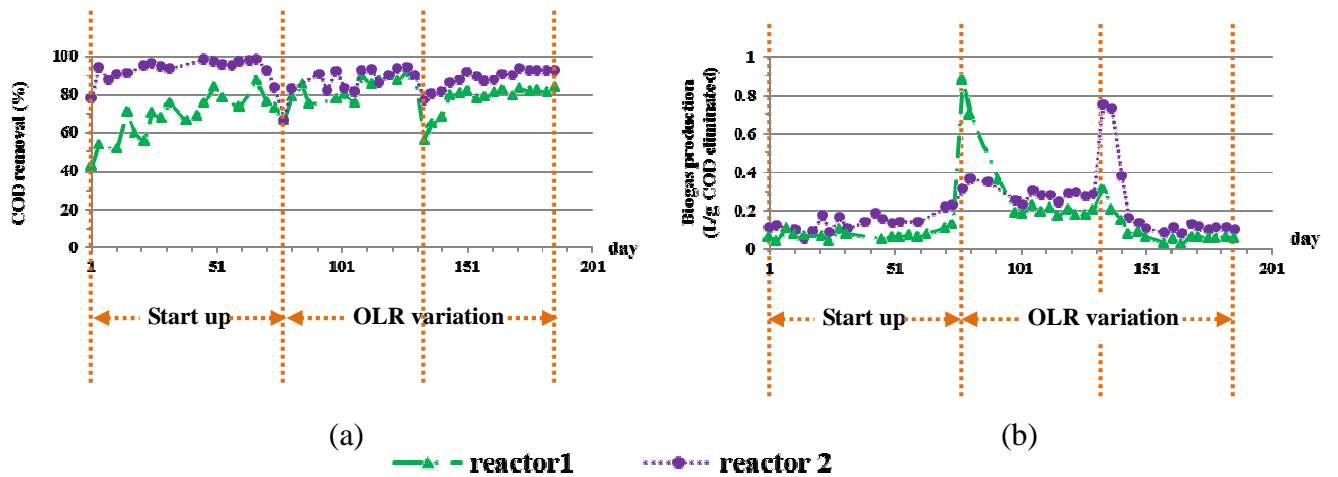 100
80
60
40
20
0
COD removal (%)
1
51
101
151
201
day
Start up
OLR variation
(a)
1
0.8
0.6
0.4
0.2
0
Biogas production
(L/g COD eliminated)
1
51
101
151
201
day
Start up
OLR variation
(b)
reactor1
reactor 2